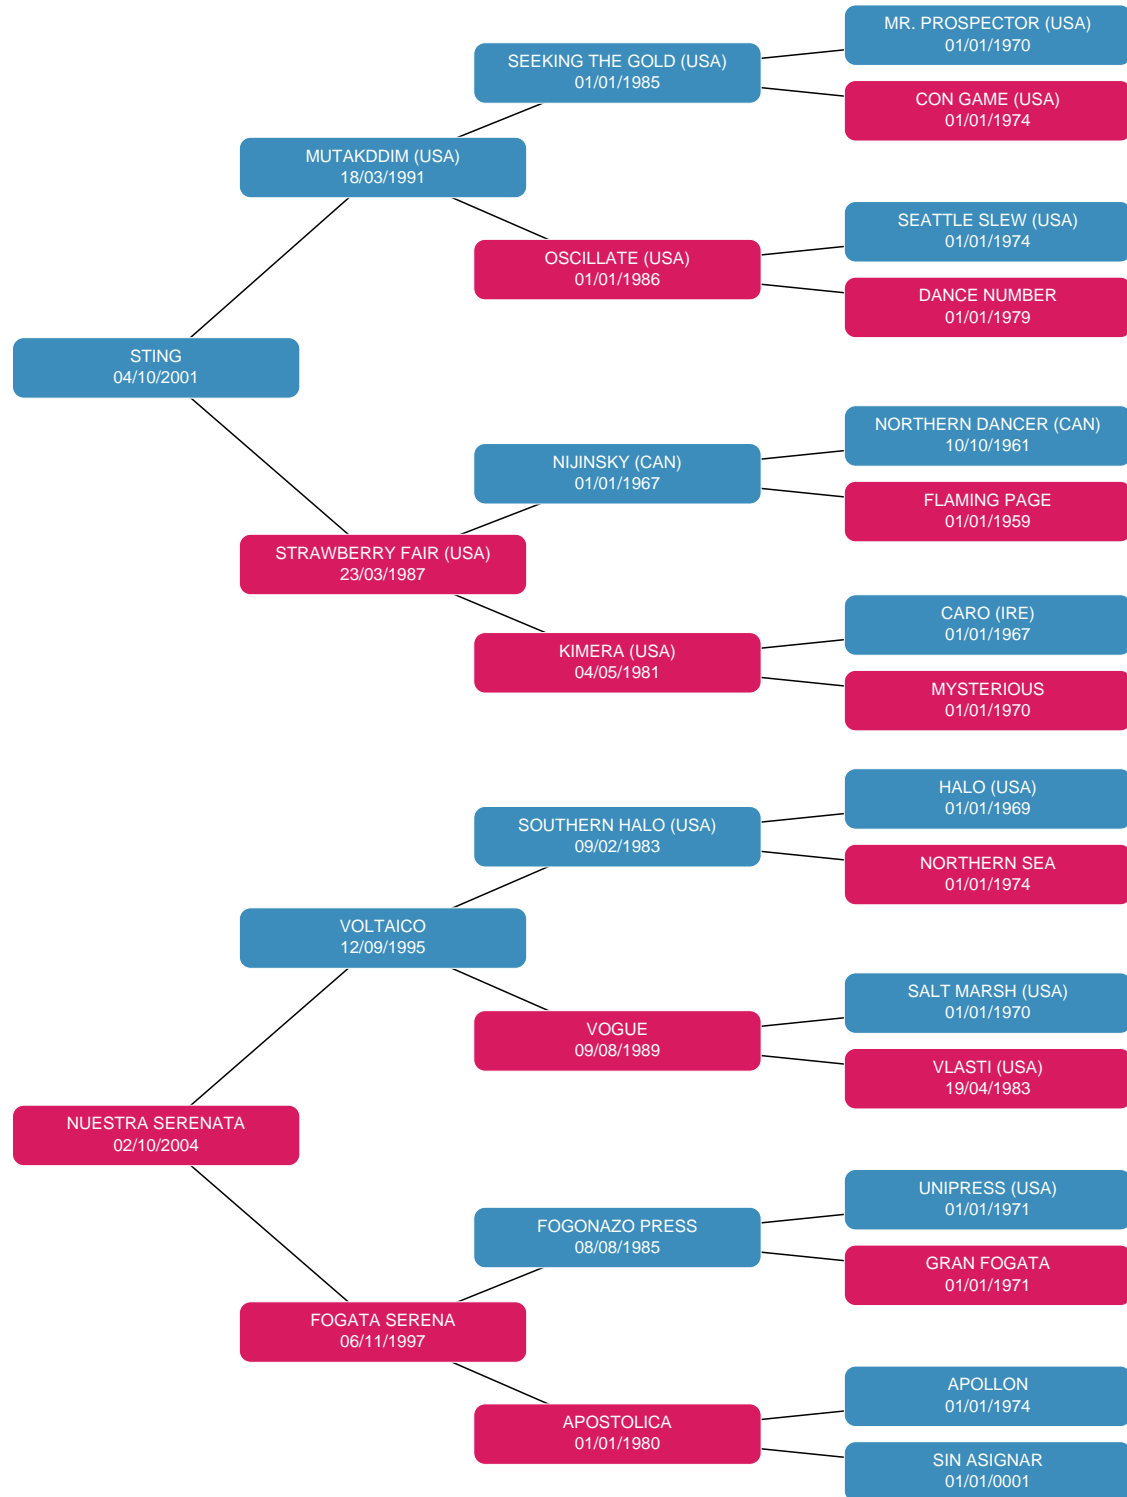 MR. PROSPECTOR (USA)
01/01/1970
SEEKING THE GOLD (USA)
01/01/1985
CON GAME (USA)
01/01/1974
MUTAKDDIM (USA)
18/03/1991
SEATTLE SLEW (USA)
01/01/1974
OSCILLATE (USA)
01/01/1986
DANCE NUMBER
01/01/1979
STING
04/10/2001
NORTHERN DANCER (CAN)
10/10/1961
NIJINSKY (CAN)
01/01/1967
FLAMING PAGE
01/01/1959
STRAWBERRY FAIR (USA)
23/03/1987
CARO (IRE)
01/01/1967
KIMERA (USA)
04/05/1981
MYSTERIOUS
01/01/1970
HALO (USA)
01/01/1969
SOUTHERN HALO (USA)
09/02/1983
NORTHERN SEA
01/01/1974
VOLTAICO
12/09/1995
SALT MARSH (USA)
01/01/1970
VOGUE
09/08/1989
VLASTI (USA)
19/04/1983
NUESTRA SERENATA
02/10/2004
UNIPRESS (USA)
01/01/1971
FOGONAZO PRESS
08/08/1985
GRAN FOGATA
01/01/1971
FOGATA SERENA
06/11/1997
APOLLON
01/01/1974
APOSTOLICA
01/01/1980
SIN ASIGNAR
01/01/0001